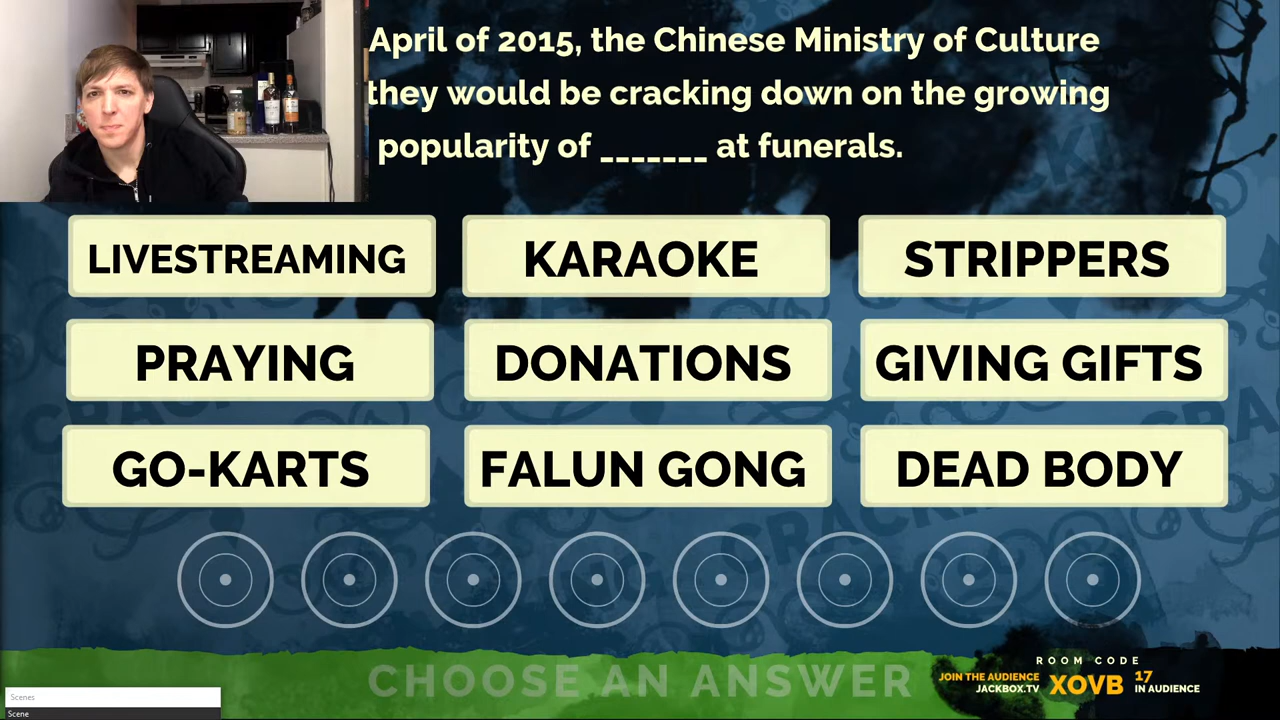 April of 2015, the Chinese Ministry of Culture
they would be cracking down on the growing
popularity of _______ at funerals.
LIVESTREAMING
KARAOKE
STRIPPERS
PRAYING
DONATIONS
GIVING GIFTS
GO-KARTS
FALUN GONG
DEAD BODY
CHOOSE AN ANSWER
ROOM CODE
JOIN THE AUDIENCE
JACKBOX.TV
XOVB
17
IN AUDIENCE
Scenes
Scene